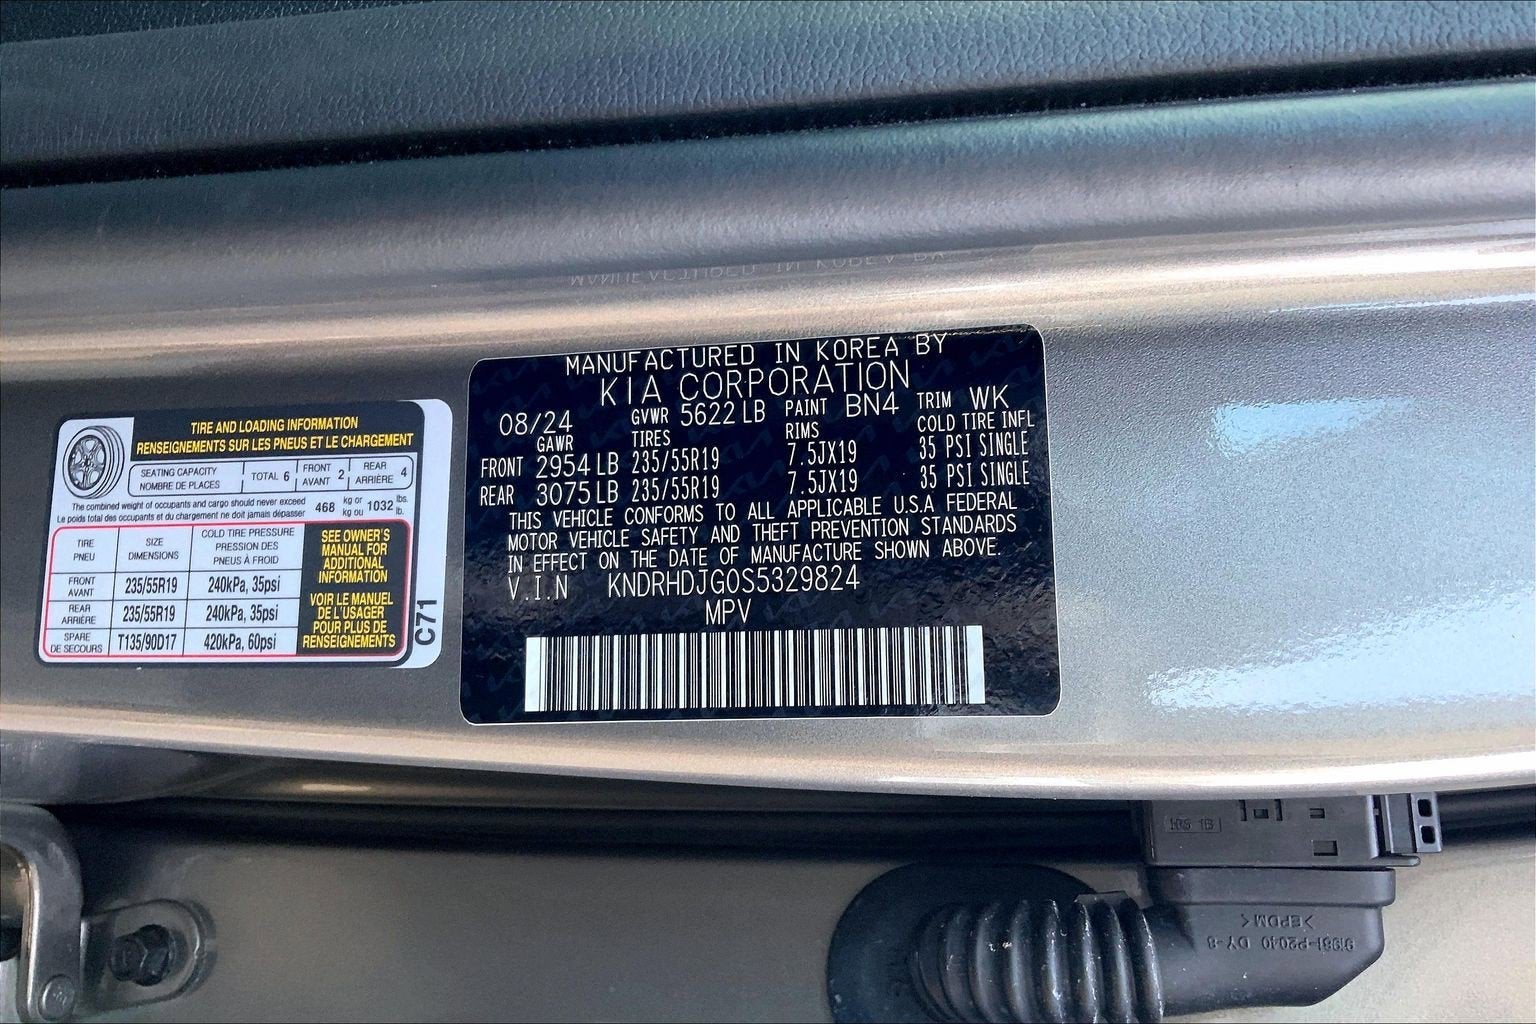 TIRE AND LOADING INFORMATION
RENSEIGNEMENTS SUR LES PNEUS ET LE CHARGEMENT
SEATING CAPACITY
NOMBRE DE PLACES
TOTAL 6
FRONT
AVANT
2
REAR
ARRIÈRE
4
The combined weight of occupants and cargo should never exceed
Le poids total des occupants et du chargement ne doit jamais dépasser
468 kg or kg ou 1032 lbs. lb.
TIRE
PNEU
SIZE
DIMENSIONS
COLD TIRE PRESSURE
PRESSION DES
PNEUS À FROID
FRONT
AVANT
235/55R19
240kPa, 35psi
REAR
ARRIÈRE
235/55R19
240kPa, 35psi
SPARE
DE SECOURS
T135/90D17
420kPa, 60psi
SEE OWNER'S
MANUAL FOR
ADDITIONAL
INFORMATION
VOIR LE MANUEL
DE L'USAGER
POUR PLUS DE
RENSEIGNEMENTS
C71
MANUFACTURED IN KOREA BY
KIA CORPORATION
08/24 GVWR 5622 LB PAINT BN4 TRIM WK
GAWR TIRES RIMS COLD TIRE INFL
FRONT 2954 LB 235/55R19 7.5JX19 35 PSI SINGLE
REAR 3075 LB 235/55R19 7.5JX19 35 PSI SINGLE
THIS VEHICLE CONFORMS TO ALL APPLICABLE U.S.A FEDERAL
MOTOR VEHICLE SAFETY AND THEFT PREVENTION STANDARDS
IN EFFECT ON THE DATE OF MANUFACTURE SHOWN ABOVE.
V.I.N KNDRHDJG0S5329824
MPV
>EPDM<
91981-P2040 DY-8